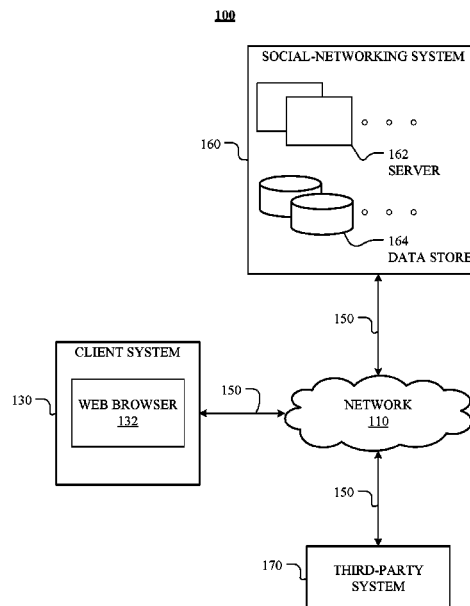 100
SOCIAL-NETWORKING SYSTEM
160
162
SERVER
164
DATA STORE
150
CLIENT SYSTEM
130
WEB BROWSER
132
150
NETWORK
110
150
170
THIRD-PARTY
SYSTEM